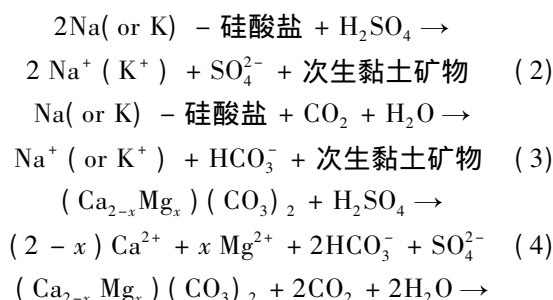 2Na( or K) － 硅酸盐 + H₂SO₄ →
2 Na⁺ ( K⁺ ) + SO₄²⁻ + 次生黏土矿物 ( 2)
Na( or K) － 硅酸盐 + CO₂ + H₂O →
Na⁺ ( or K⁺ ) + HCO₃⁻ + 次生黏土矿物 ( 3)
( Ca₂₋ₓMgₓ) ( CO₃) ₂ + H₂SO₄ →
( 2 － x ) Ca²⁺ + x Mg²⁺ + 2HCO₃⁻ + SO₄²⁻ ( 4)
( Ca₂₋ₓ Mgₓ) ( CO₃) ₂ + 2CO₂ + 2H₂O →